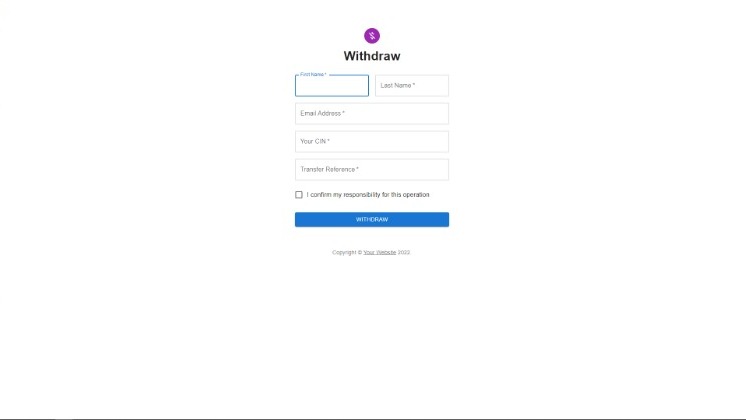 Withdraw
First Name *
Last Name *
Email Address *
Your CIN *
Transfer Reference *
I confirm my responsibility for this operation
WITHDRAW
Copyright © Your Website 2022